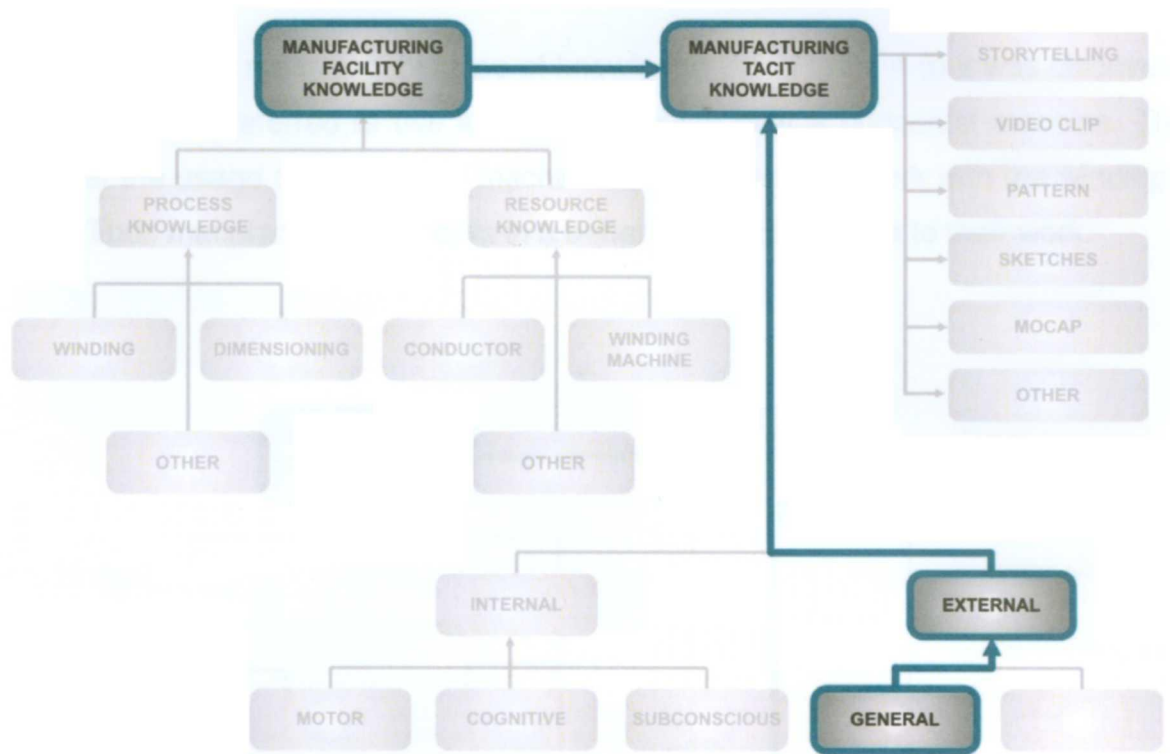 MANUFACTURING
FACILITY
KNOWLEDGE
MANUFACTURING
TACIT
KNOWLEDGE
STORYTELLING
VIDEO CLIP
PATTERN
SKETCHES
MOCAP
OTHER
PROCESS
KNOWLEDGE
RESOURCE
KNOWLEDGE
WINDING
DIMENSIONING
CONDUCTOR
WINDING
MACHINE
OTHER
OTHER
INTERNAL
EXTERNAL
MOTOR
COGNITIVE
SUBCONSCIOUS
GENERAL